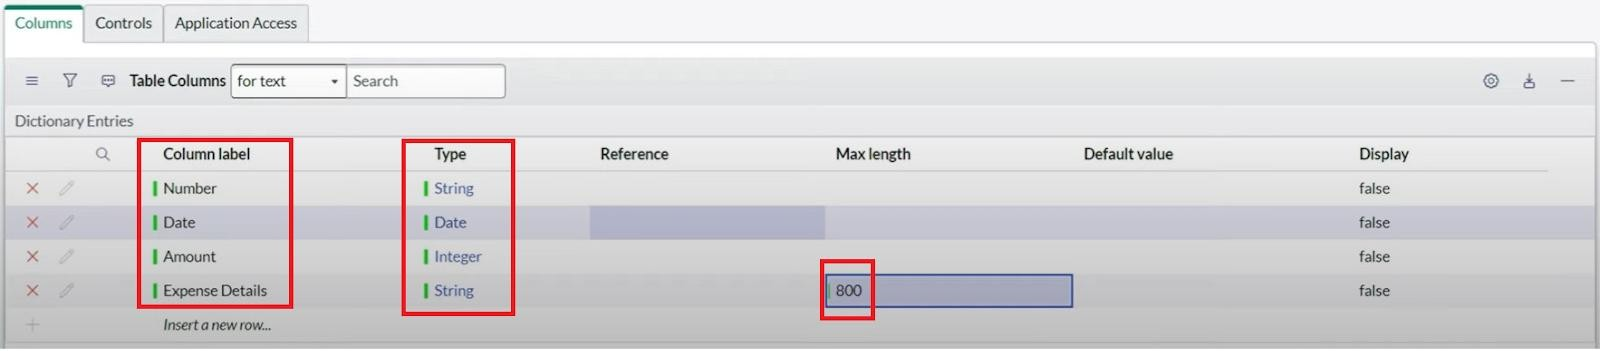 Columns Controls Application Access
Table Columns for text Search
Dictionary Entries
Column label Type Reference Max length Default value Display
Number String false
Date Date false
Amount Integer false
Expense Details String 800 false
Insert a new row...